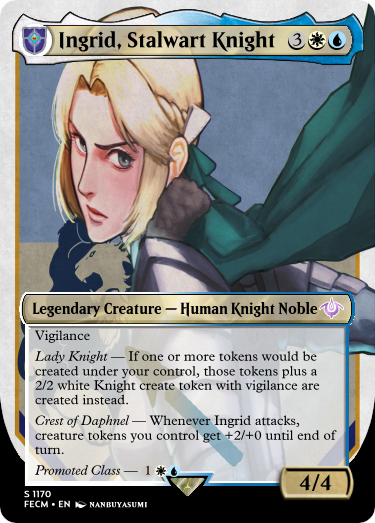 Ingrid, Stalwart Knight 3
Legendary Creature — Human Knight Noble
Vigilance
Lady Knight — If one or more tokens would be
created under your control, those tokens plus a
2/2 white Knight create token with vigilance are
created instead.
Crest of Daphnel — Whenever Ingrid attacks,
creature tokens you control get +2/+0 until end of
turn.
Promoted Class — 1
4/4
S 1170
FECM • EN NANBUYASUMI